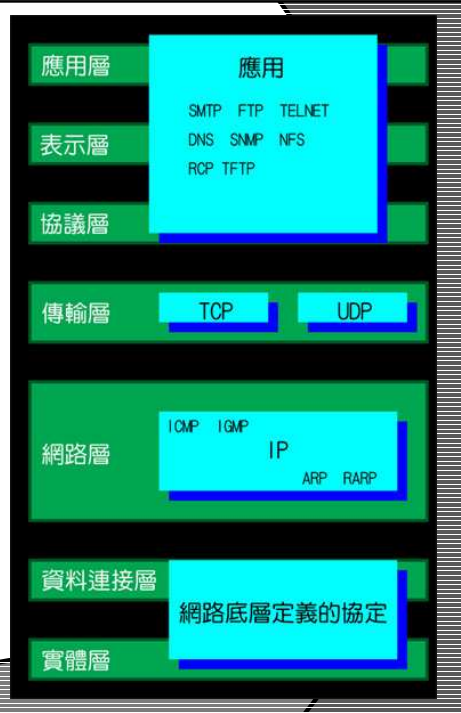 應用層
應用
SMTP FTP TELNET
表示層
DNS SNMP NFS
RCP TFTP
協議層
傳輸層 TCP UDP
ICMP IGMP
網路層 IP
ARP RARP
資料連接層
網路底層定義的協定
實體層